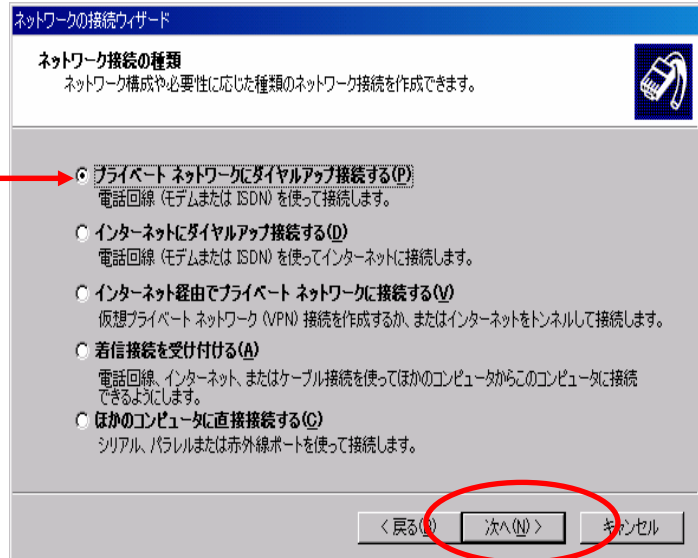 ネットワークの接続ウィザード
ネットワーク接続の種類
ネットワーク構成や必要性に応じた種類のネットワーク接続を作成できます。
プライベート ネットワークにダイヤルアップ接続する(P)
電話回線 (モデムまたは ISDN) を使って接続します。
インターネットにダイヤルアップ接続する(D)
電話回線 (モデムまたは ISDN) を使ってインターネットに接続します。
インターネット経由でプライベート ネットワークに接続する(V)
仮想プライベート ネットワーク (VPN) 接続を作成するか、またはインターネットをトンネルして接続します。
着信接続を受け付ける(A)
電話回線、インターネット、またはケーブル接続を使ってほかのコンピュータからこのコンピュータに接続
できるようにします。
ほかのコンピュータに直接接続する(C)
シリアル、パラレルまたは赤外線ポートを使って接続します。
< 戻る(B) 次へ(N) > キャンセル